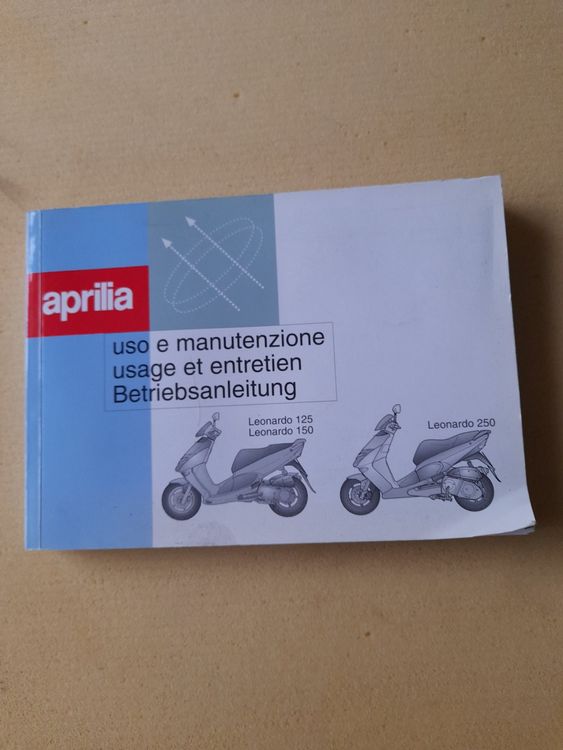 aprilia
uso e manutenzione
usage et entretien
Betriebsanleitung
Leonardo 125
Leonardo 150
Leonardo 250